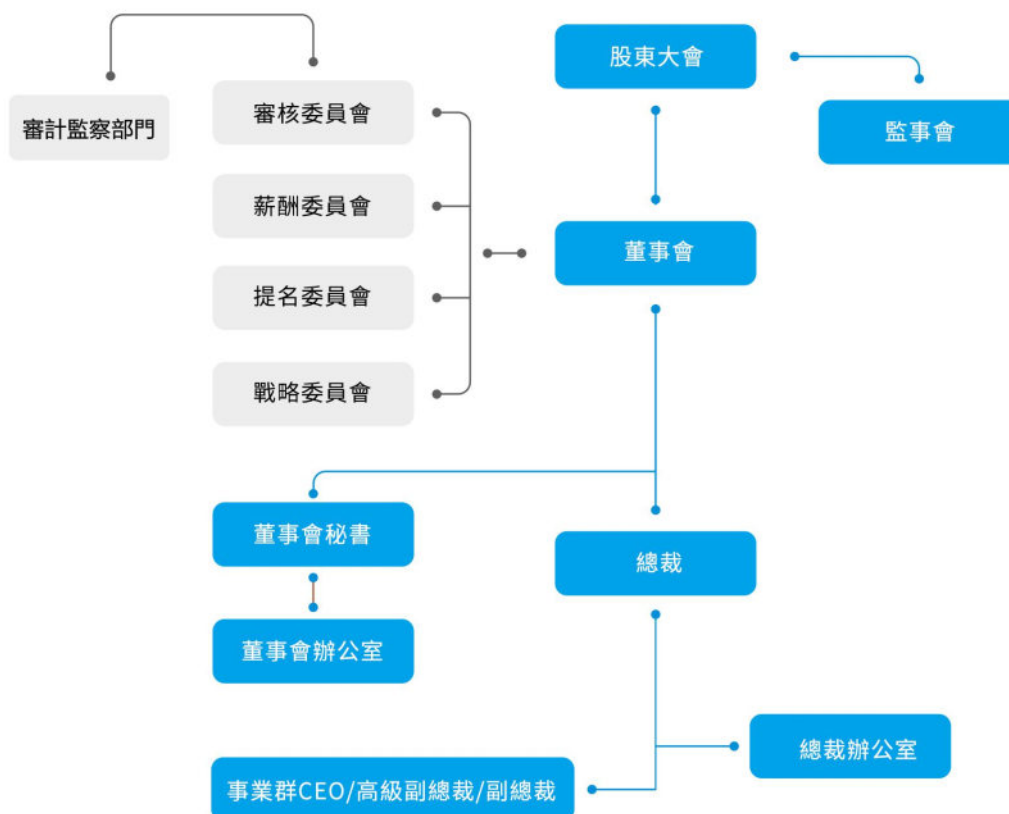 股東大會
審計監察部門
審核委員會
監事會
薪酬委員會
董事會
提名委員會
戰略委員會
董事會秘書
總裁
董事會辦公室
總裁辦公室
事業群CEO/高級副總裁/副總裁